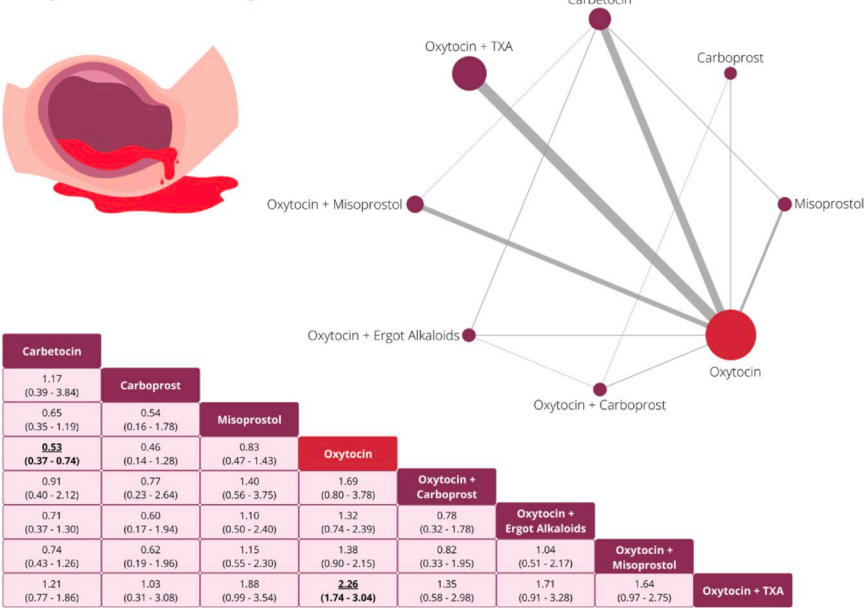 Carbetocin
Oxytocin + TXA
Carboprost
Oxytocin + Misoprostol
Misoprostol
Oxytocin + Ergot Alkaloids
Oxytocin
Oxytocin + Carboprost
Carbetocin
1.17
(0.39 - 3.84)
Carboprost
0.65
(0.35 - 1.19)
0.54
(0.16 - 1.78)
Misoprostol
0.53
(0.37 - 0.74)
0.46
(0.14 - 1.28)
0.83
(0.47 - 1.43)
Oxytocin
0.91
(0.40 - 2.12)
0.77
(0.23 - 2.64)
1.40
(0.56 - 3.75)
1.69
(0.80 - 3.78)
Oxytocin +
Carboprost
0.71
(0.37 - 1.30)
0.60
(0.17 - 1.94)
1.10
(0.50 - 2.40)
1.32
(0.74 - 2.39)
0.78
(0.32 - 1.78)
Oxytocin +
Ergot Alkaloids
0.74
(0.43 - 1.26)
0.62
(0.19 - 1.96)
1.15
(0.55 - 2.30)
1.38
(0.90 - 2.15)
0.82
(0.33 - 1.95)
1.04
(0.51 - 2.17)
Oxytocin +
Misoprostol
1.21
(0.77 - 1.86)
1.03
(0.31 - 3.08)
1.88
(0.99 - 3.54)
2.26
(1.74 - 3.04)
1.35
(0.58 - 2.98)
1.71
(0.91 - 3.28)
1.64
(0.97 - 2.75)
Oxytocin + TXA